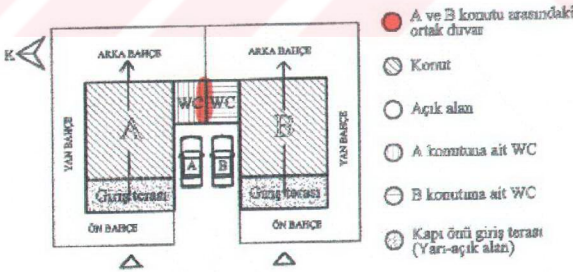 K
ARKA BAHÇE
ARKA BAHÇE
WC
WC
A
B
YAN BAHÇE
YAN BAHÇE
A
B
Giriş terası
Giriş terası
ÖN BAHÇE
ÖN BAHÇE
A ve B konutu arasındaki
ortak duvar
Konut
Açık alan
A konutuna ait WC
B konutuna ait WC
Kapı önü giriş terası
(Yarı-açık alan)